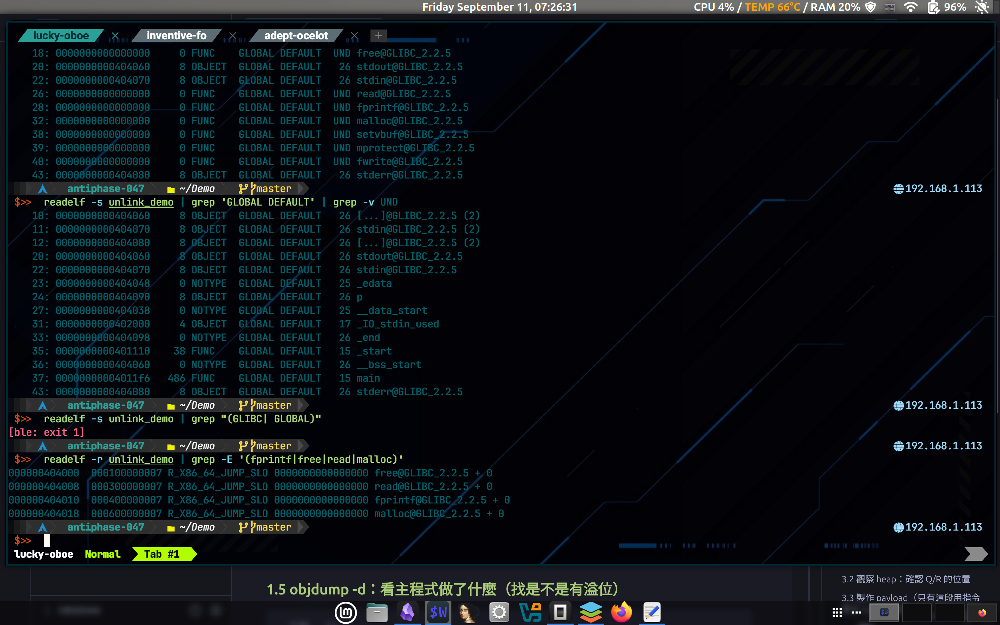 Friday September 11, 07:26:31
CPU 4% / TEMP 66°C / RAM 20% 96%
lucky-oboe × inventive-fo × adept-ocelot × +
18: 0000000000000000 0 FUNC GLOBAL DEFAULT UND free@GLIBC_2.2.5
20: 0000000000404060 8 OBJECT GLOBAL DEFAULT 26 stdout@GLIBC_2.2.5
22: 0000000000404070 8 OBJECT GLOBAL DEFAULT 26 stdin@GLIBC_2.2.5
26: 0000000000000000 0 FUNC GLOBAL DEFAULT UND read@GLIBC_2.2.5
28: 0000000000000000 0 FUNC GLOBAL DEFAULT UND fprintf@GLIBC_2.2.5
32: 0000000000000000 0 FUNC GLOBAL DEFAULT UND malloc@GLIBC_2.2.5
38: 0000000000000000 0 FUNC GLOBAL DEFAULT UND setvbuf@GLIBC_2.2.5
39: 0000000000000000 0 FUNC GLOBAL DEFAULT UND mprotect@GLIBC_2.2.5
40: 0000000000000000 0 FUNC GLOBAL DEFAULT UND fwrite@GLIBC_2.2.5
43: 0000000000404080 8 OBJECT GLOBAL DEFAULT 26 stderr@GLIBC_2.2.5
antiphase-047 ~/Demo master 192.168.1.113
$>> readelf -s unlink_demo | grep 'GLOBAL DEFAULT' | grep -v UND
10: 0000000000404060 8 OBJECT GLOBAL DEFAULT 26 [...]@GLIBC_2.2.5 (2)
11: 0000000000404070 8 OBJECT GLOBAL DEFAULT 26 stdin@GLIBC_2.2.5 (2)
12: 0000000000404080 8 OBJECT GLOBAL DEFAULT 26 [...]@GLIBC_2.2.5 (2)
20: 0000000000404060 8 OBJECT GLOBAL DEFAULT 26 stdout@GLIBC_2.2.5
22: 0000000000404070 8 OBJECT GLOBAL DEFAULT 26 stdin@GLIBC_2.2.5
23: 0000000000404048 0 NOTYPE GLOBAL DEFAULT 25 _edata
24: 0000000000404090 8 OBJECT GLOBAL DEFAULT 26 p
27: 0000000000404038 0 NOTYPE GLOBAL DEFAULT 25 __data_start
31: 0000000000402000 4 OBJECT GLOBAL DEFAULT 17 _IO_stdin_used
33: 0000000000404098 0 NOTYPE GLOBAL DEFAULT 26 _end
35: 0000000000401110 38 FUNC GLOBAL DEFAULT 15 _start
36: 0000000000404060 0 NOTYPE GLOBAL DEFAULT 26 __bss_start
37: 00000000004011f6 486 FUNC GLOBAL DEFAULT 15 main
43: 0000000000404080 8 OBJECT GLOBAL DEFAULT 26 stderr@GLIBC_2.2.5
antiphase-047 ~/Demo master 192.168.1.113
$>> readelf -s unlink_demo | grep "(GLIBC| GLOBAL)"
[ble: exit 1]
antiphase-047 ~/Demo master 192.168.1.113
$>> readelf -r unlink_demo | grep -E '(fprintf|free|read|malloc)'
000000404000 000100000007 R_X86_64_JUMP_SLO 0000000000000000 free@GLIBC_2.2.5 + 0
000000404008 000300000007 R_X86_64_JUMP_SLO 0000000000000000 read@GLIBC_2.2.5 + 0
000000404010 000400000007 R_X86_64_JUMP_SLO 0000000000000000 fprintf@GLIBC_2.2.5 + 0
000000404018 000600000007 R_X86_64_JUMP_SLO 0000000000000000 malloc@GLIBC_2.2.5 + 0
antiphase-047 ~/Demo master 192.168.1.113
$>>
lucky-oboe Normal Tab #1
3.2 觀察 heap：確認 Q/R 的位置
1.5 objdump -d：看主程式做了什麼（找是不是有溢位）
3.3 製作 payload（只有這段用指令
$W